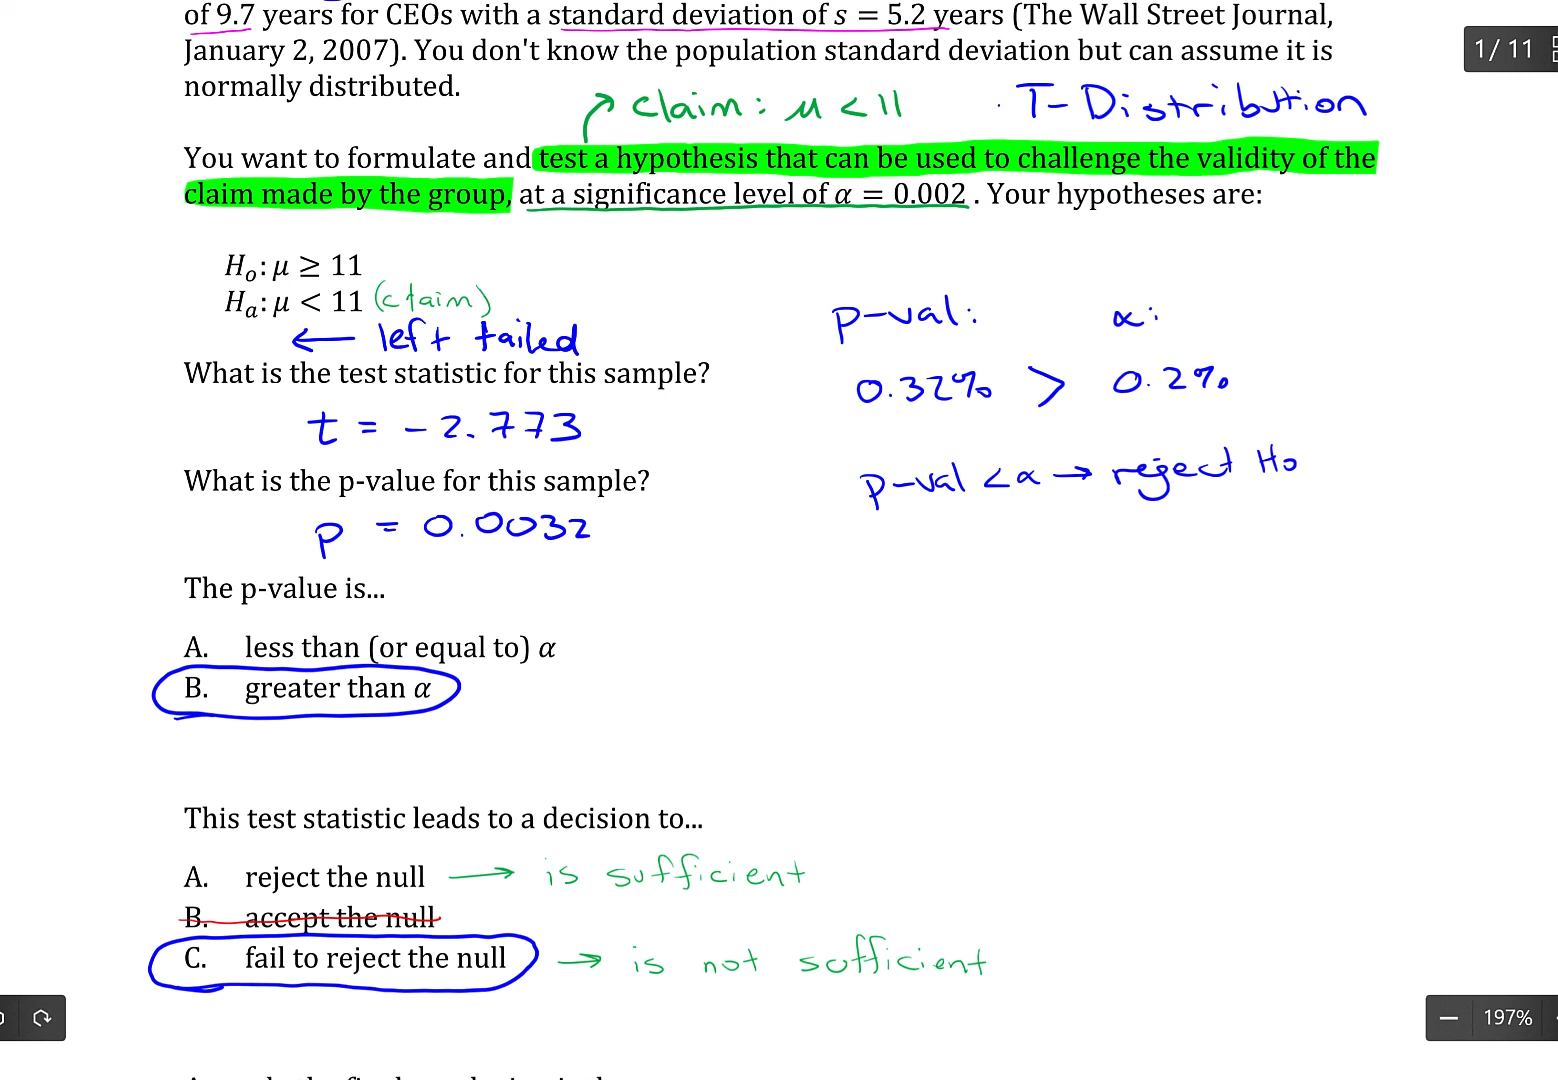 of 9.7 years for CEOs with a standard deviation of s = 5.2 years (The Wall Street Journal,
January 2, 2007). You don't know the population standard deviation but can assume it is
normally distributed.
claim: μ < 11
T-Distribution
1 / 11
You want to formulate and test a hypothesis that can be used to challenge the validity of the
claim made by the group, at a significance level of α = 0.002 . Your hypotheses are:
Hₒ: μ ≥ 11
Hₐ: μ < 11 (claim)
← left tailed
What is the test statistic for this sample?
t = -2.773
What is the p-value for this sample?
p = 0.0032
p-val: α:
0.32% > 0.2%
p-val < α → reject Ho
The p-value is...
A. less than (or equal to) α
B. greater than α
This test statistic leads to a decision to...
A. reject the null → is sufficient
B. accept the null
C. fail to reject the null → is not sufficient
197%